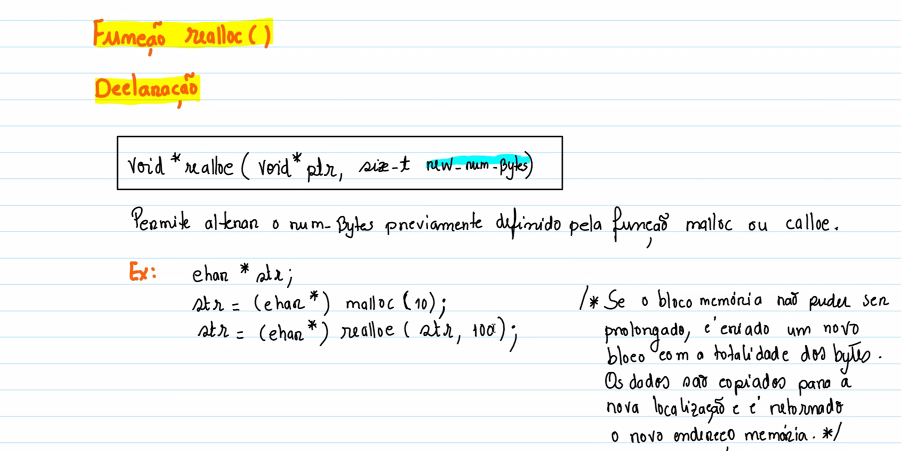 Função realloc()
Declaração
void *realloc ( void* ptr, size_t new_num_Bytes)
Permite alterar o num_Bytes previamente definido pela função malloc ou calloc.
Ex: char * str;
str = (char*) malloc (10);
str = (char*) realloc ( str, 100);
/* Se o bloco memória não puder ser
prolongado, é criado um novo
bloco com a totalidade dos bytes.
Os dados são copiados para a
nova localização e é retornado
o novo endereço memória. */